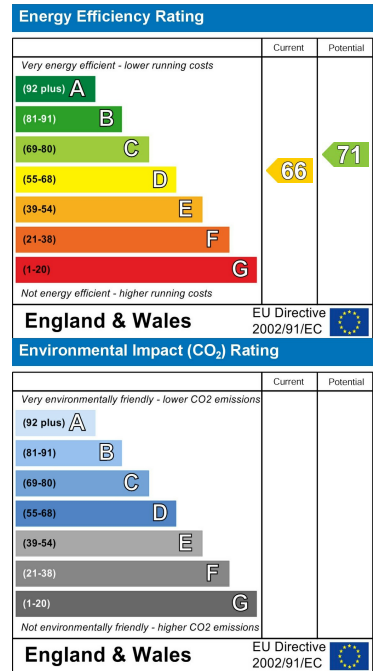 Energy Efficiency Rating
Current Potential
Very energy efficient - lower running costs
(92 plus) A
(81-91) B
(69-80) C
(55-68) D
(39-54) E
(21-38) F
(1-20) G
66
71
Not energy efficient - higher running costs
England & Wales
EU Directive
2002/91/EC
Environmental Impact (CO₂) Rating
Current Potential
Very environmentally friendly - lower CO2 emissions
(92 plus) A
(81-91) B
(69-80) C
(55-68) D
(39-54) E
(21-38) F
(1-20) G
Not environmentally friendly - higher CO2 emissions
England & Wales
EU Directive
2002/91/EC